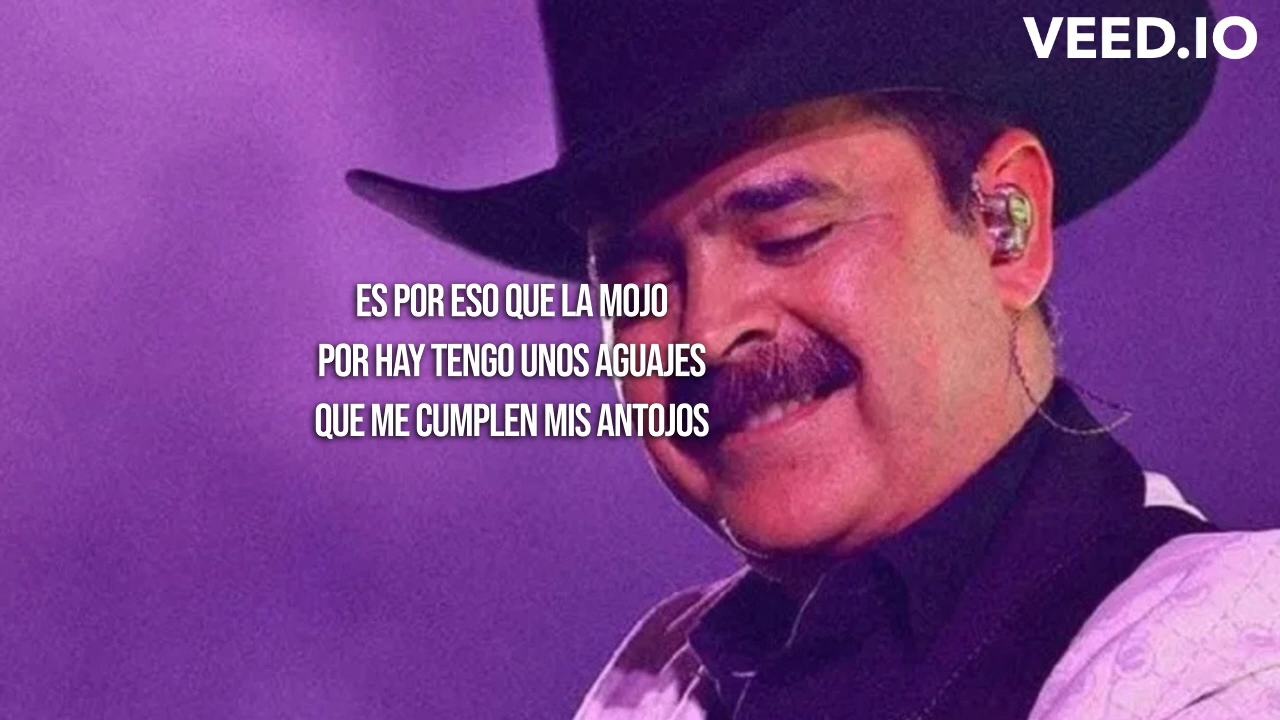 VEED.IO
ES POR ESO QUE LA MOJO
POR HAY TENGO UNOS AGUAJES
QUE ME CUMPLEN MIS ANTOJOS